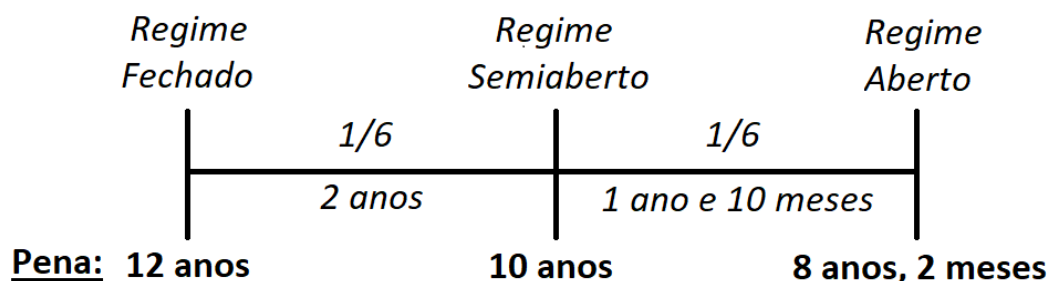 Regime Fechado
Regime Semiaberto
Regime Aberto
1/6
1/6
2 anos
1 ano e 10 meses
Pena: 12 anos
10 anos
8 anos, 2 meses